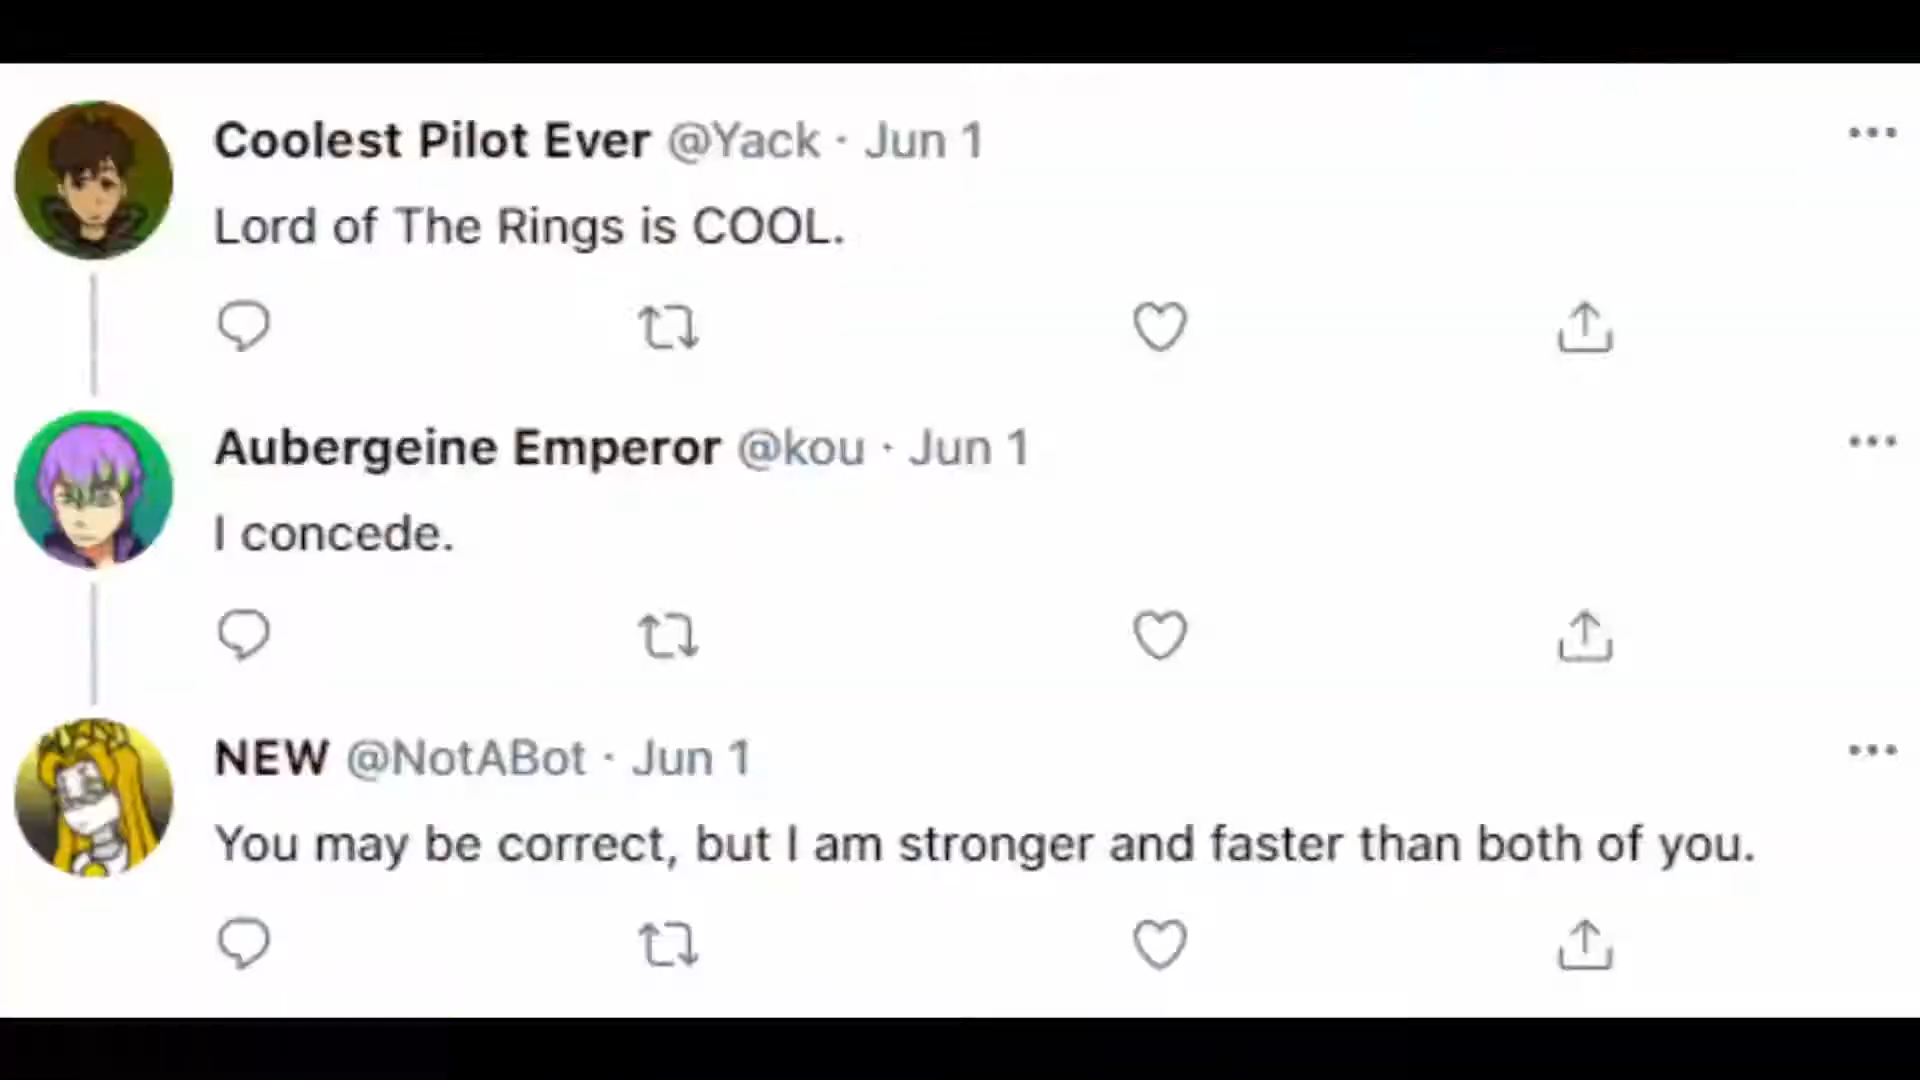 Coolest Pilot Ever @Yack · Jun 1
Lord of The Rings is COOL.
Aubergeine Emperor @kou · Jun 1
I concede.
NEW @NotABot · Jun 1
You may be correct, but I am stronger and faster than both of you.